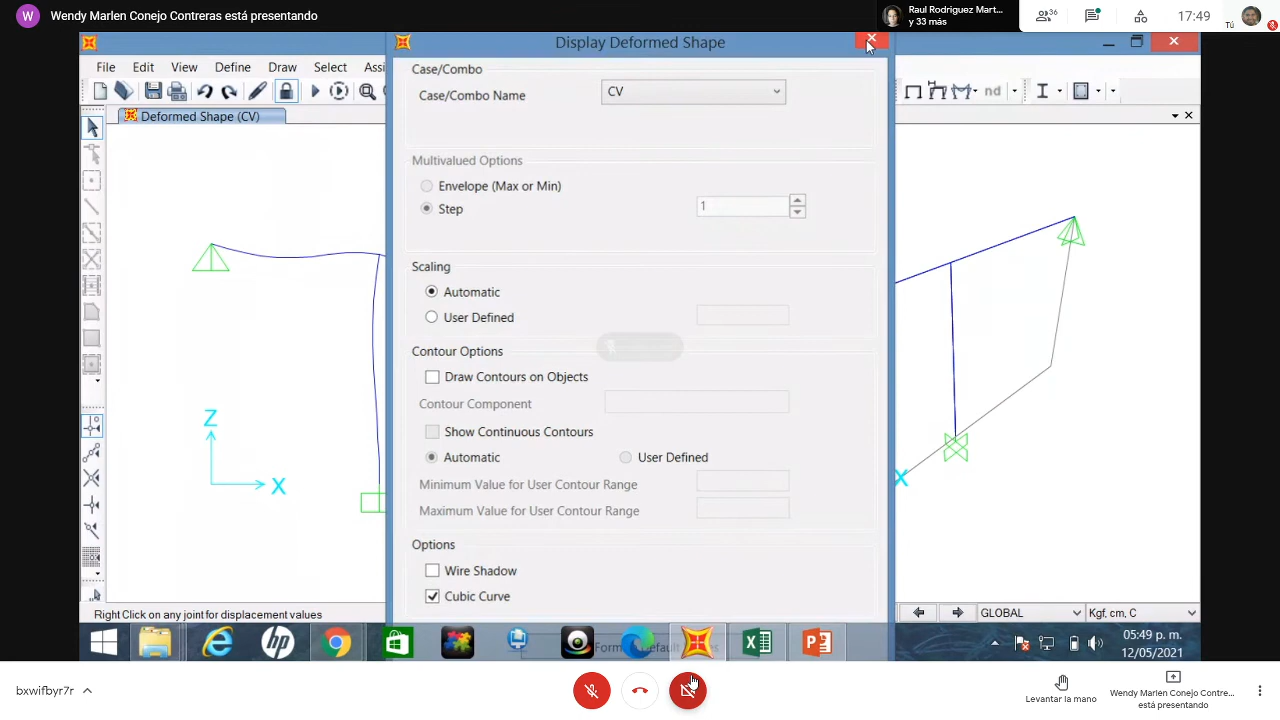 W Wendy Marlen Conejo Contreras está presentando
Raul Rodriguez Mart...
y 33 más
36
17:49
Tú
Display Deformed Shape
File Edit View Define Draw Select Assi
nd
Deformed Shape (CV)
Case/Combo
Case/Combo Name CV
Multivalued Options
Envelope (Max or Min)
Step 1
Scaling
Automatic
User Defined
Contour Options
Draw Contours on Objects
Contour Component
Show Continuous Contours
Automatic User Defined
Minimum Value for User Contour Range
Maximum Value for User Contour Range
Options
Wire Shadow
Cubic Curve
Z
X
X
Right Click on any joint for displacement values
GLOBAL Kgf, cm, C
hp
05:49 p. m.
12/05/2021
bxwifbyr7r
Levantar la mano
Wendy Marlen Conejo Contre...
está presentando